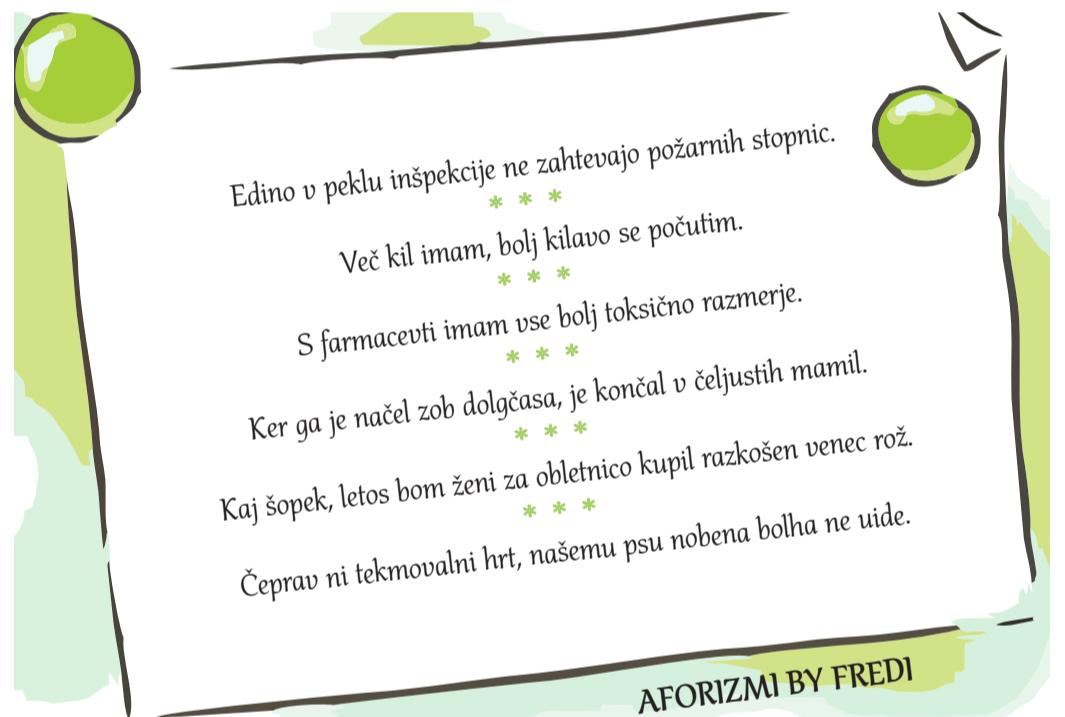 Edino v peklu inšpekcije ne zahtevajo požarnih stopnic.
* * *
Več kil imam, bolj kilavo se počutim.
* * *
S farmacevti imam vse bolj toksično razmerje.
* * *
Ker ga je načel zob dolgčasa, je končal v čeljustih mamil.
* * *
Kaj šopek, letos bom ženi za obletnico kupil razkošen venec rož.
* * *
Čeprav ni tekmovalni hrt, našemu psu nobena bolha ne uide.
AFORIZMI BY FREDI